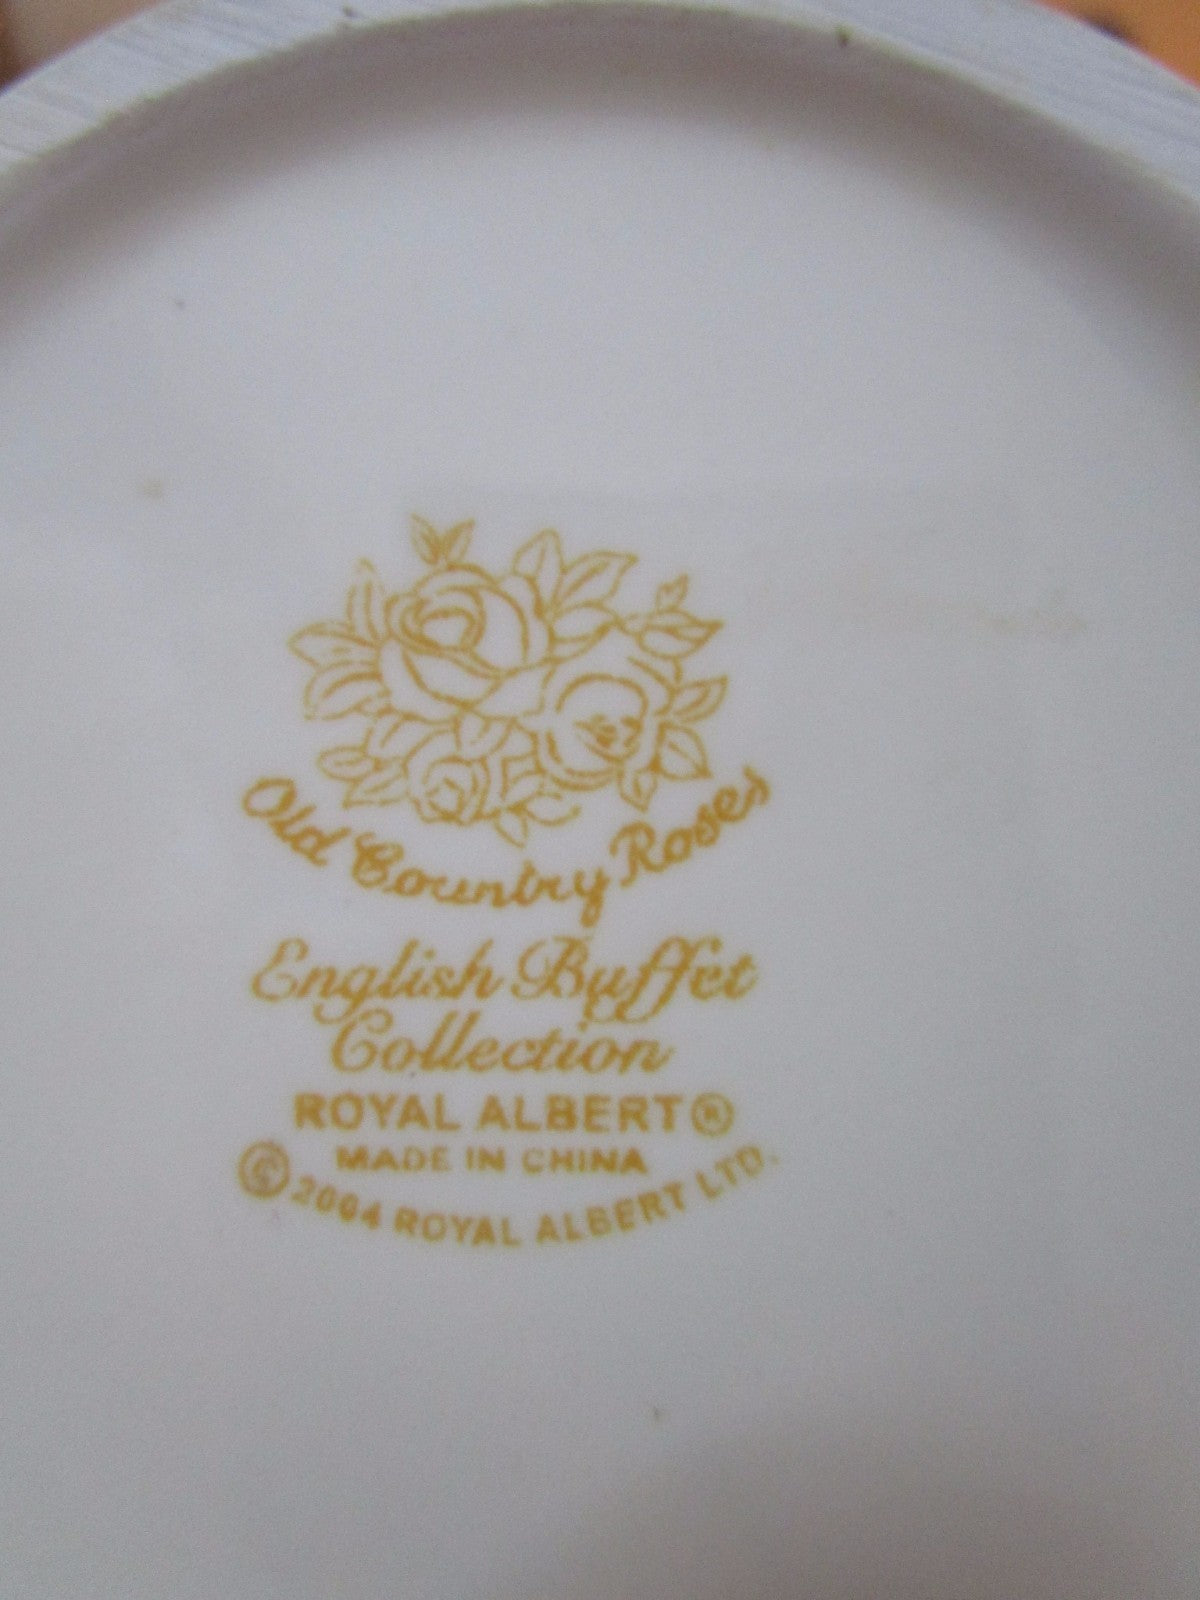 Old Country Roses
English Buffet
Collection
ROYAL ALBERT®
MADE IN CHINA
© 2004 ROYAL ALBERT LTD.